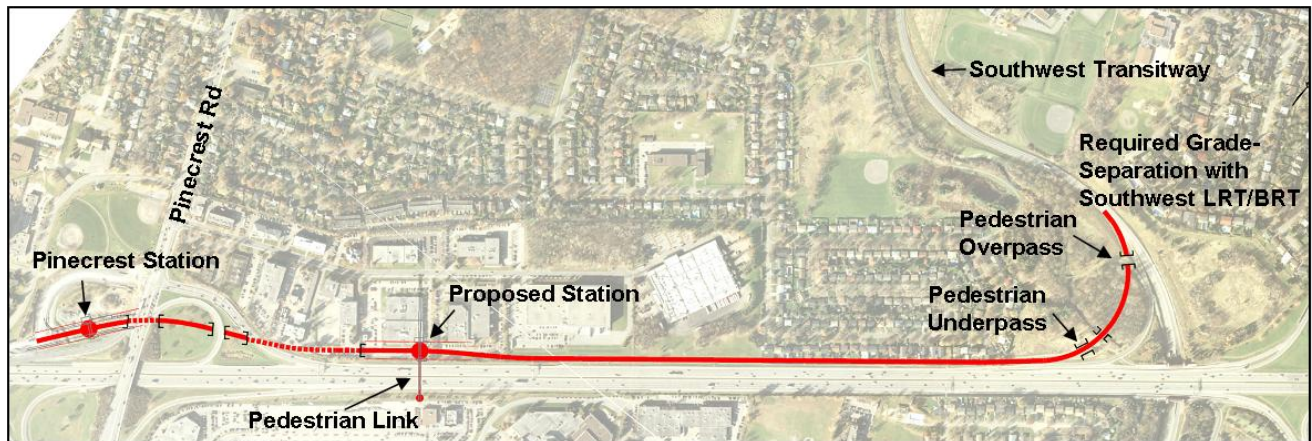 Southwest Transitway
Pinecrest Rd
Required Grade-
Separation with
Southwest LRT/BRT
Pedestrian
Overpass
Pinecrest Station
Proposed Station
Pedestrian
Underpass
Pedestrian Link